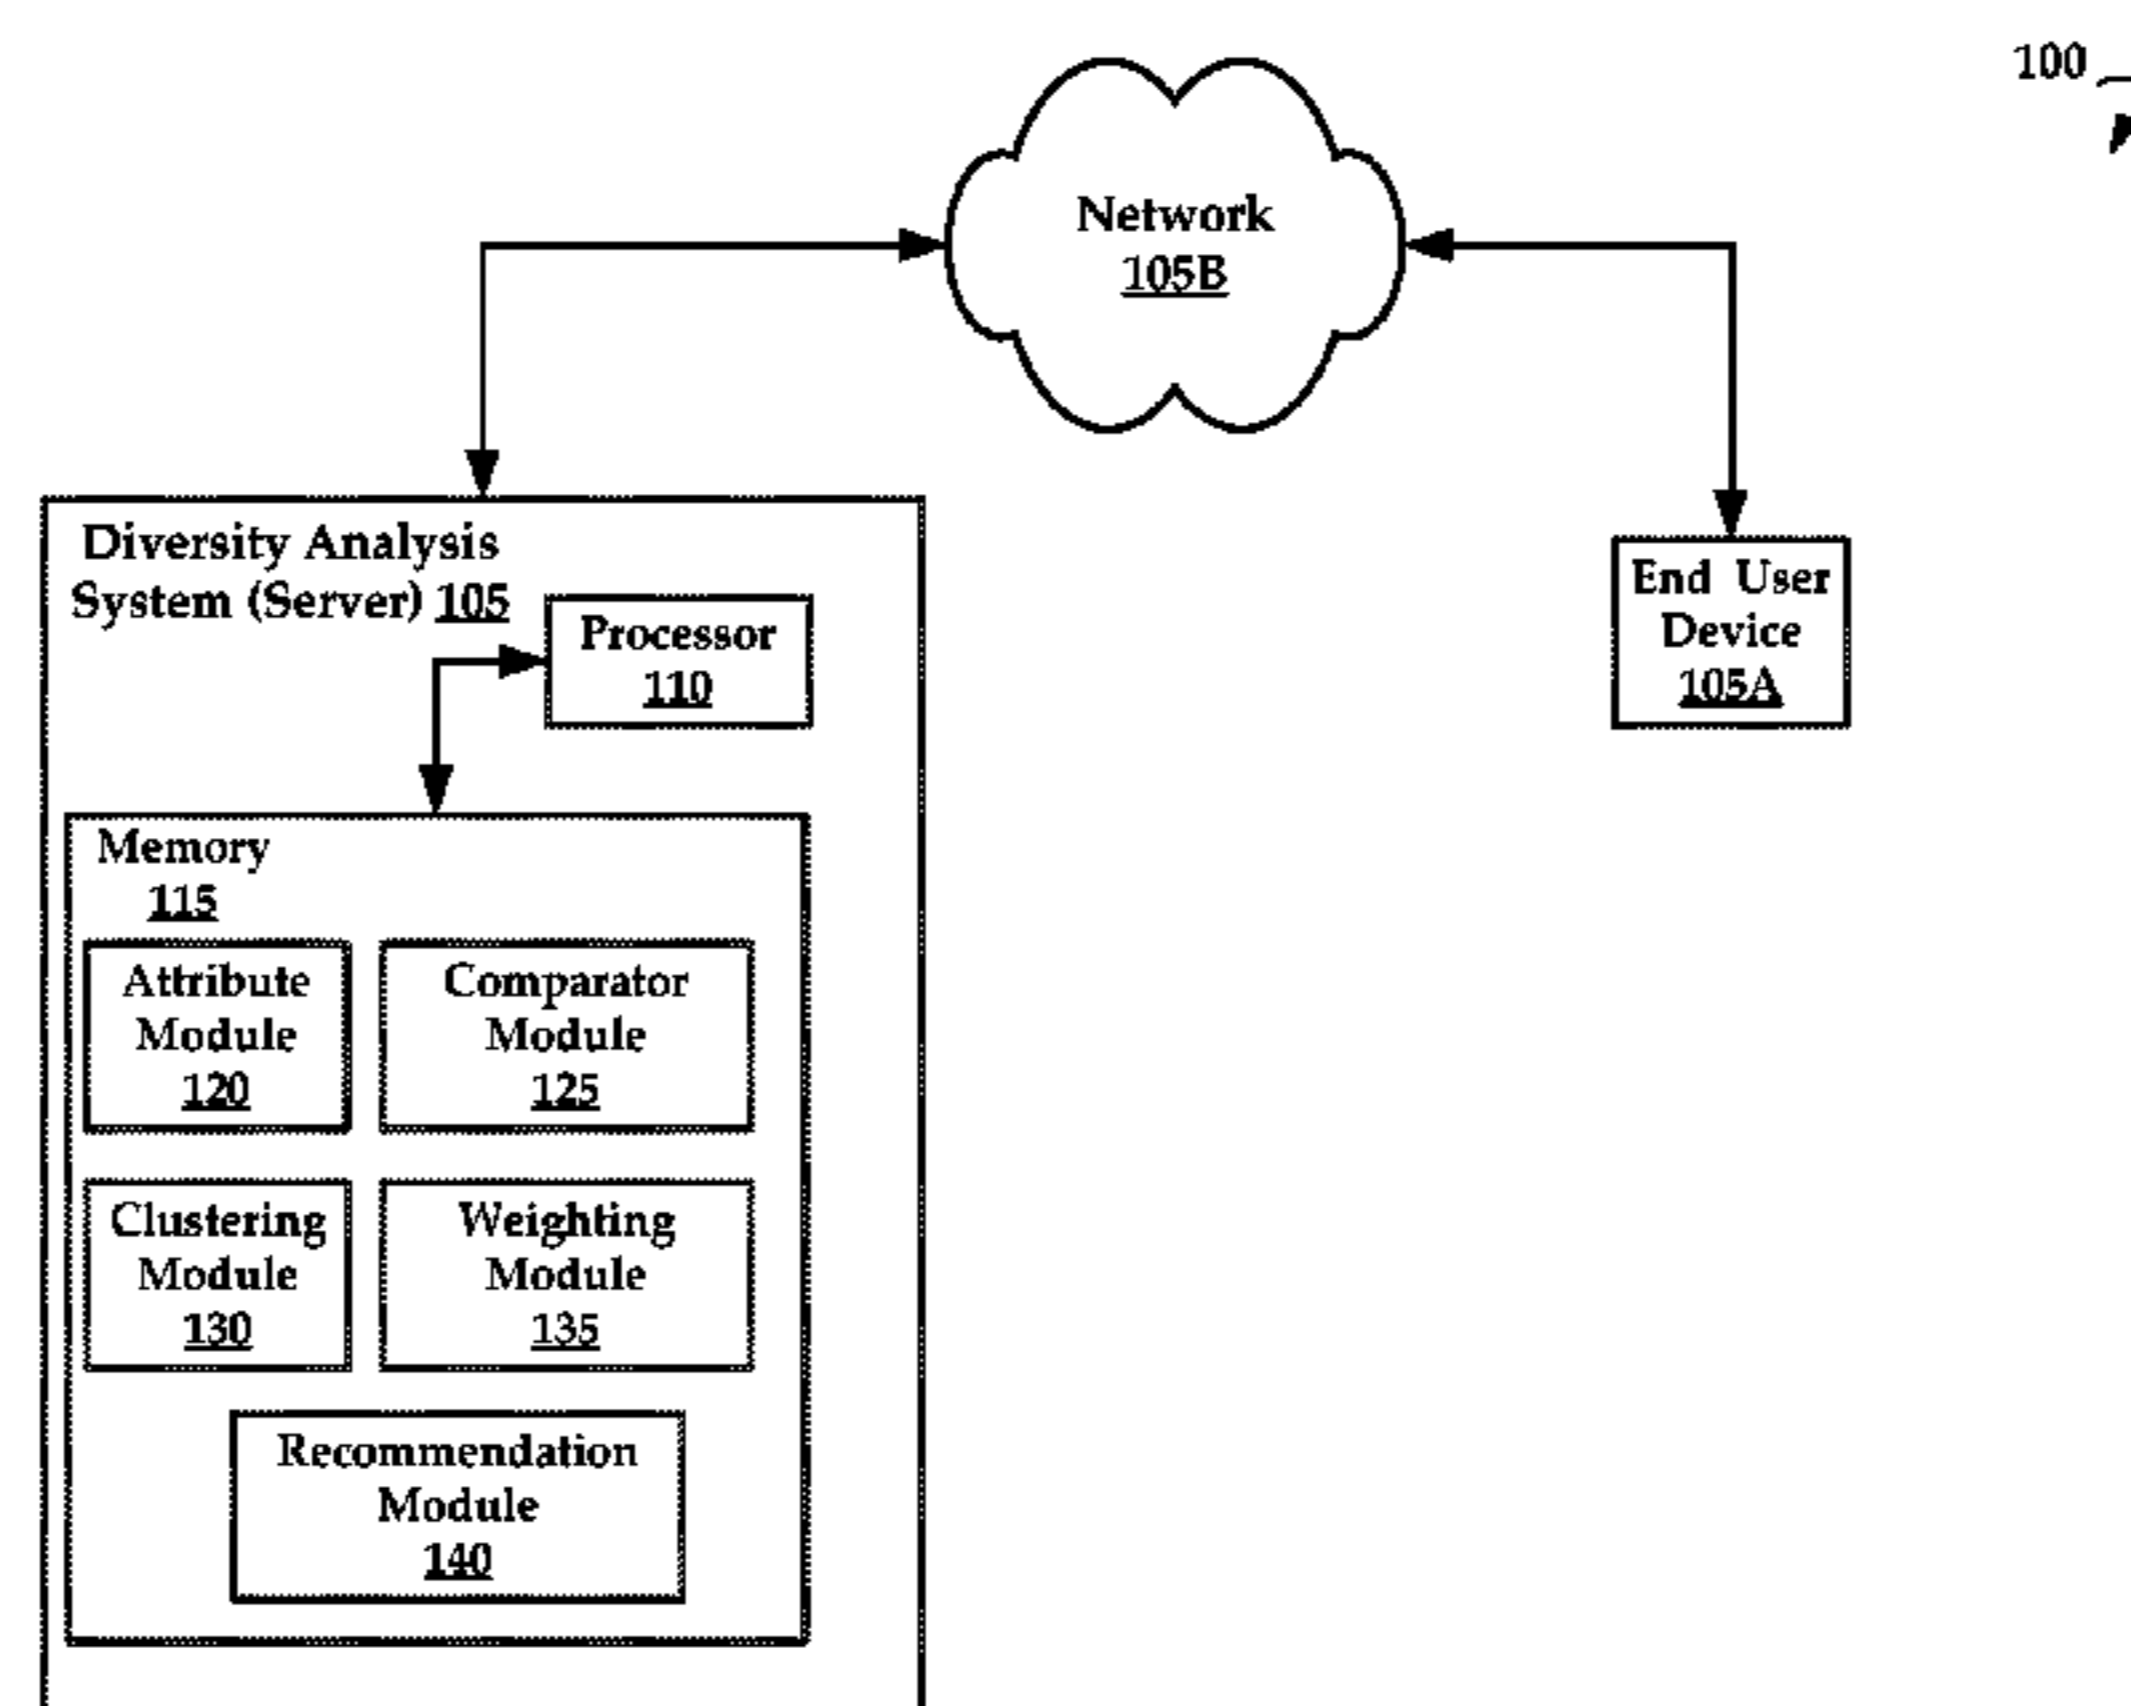 100
Network
105B
Diversity Analysis
System (Server) 105
Processor
110
End User
Device
105A
Memory
115
Attribute
Module
120
Comparator
Module
125
Clustering
Module
130
Weighting
Module
135
Recommendation
Module
140